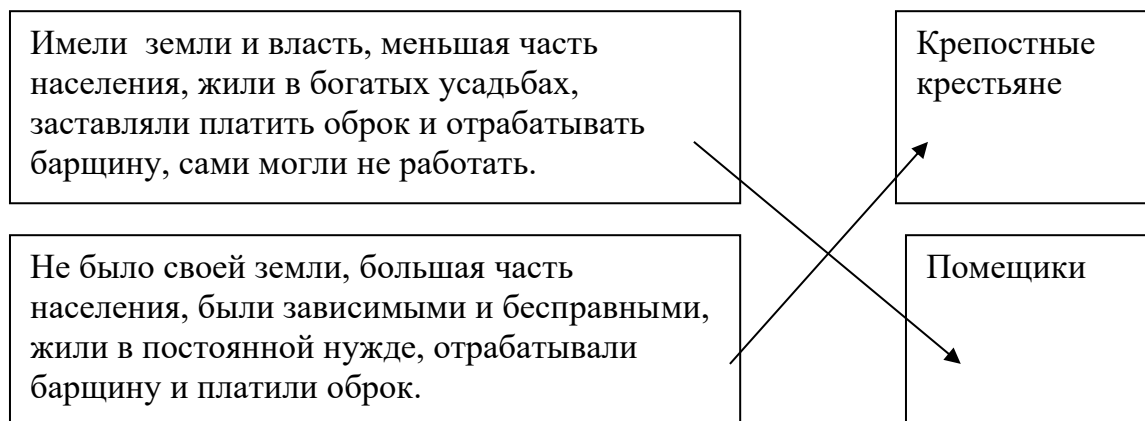 Имели  земли и власть, меньшая часть
населения, жили в богатых усадьбах,
заставляли платить оброк и отрабатывать
барщину, сами могли не работать.
Крепостные
крестьяне
Не было своей земли, большая часть
населения, были зависимыми и бесправными,
жили в постоянной нужде, отрабатывали
барщину и платили оброк.
Помещики